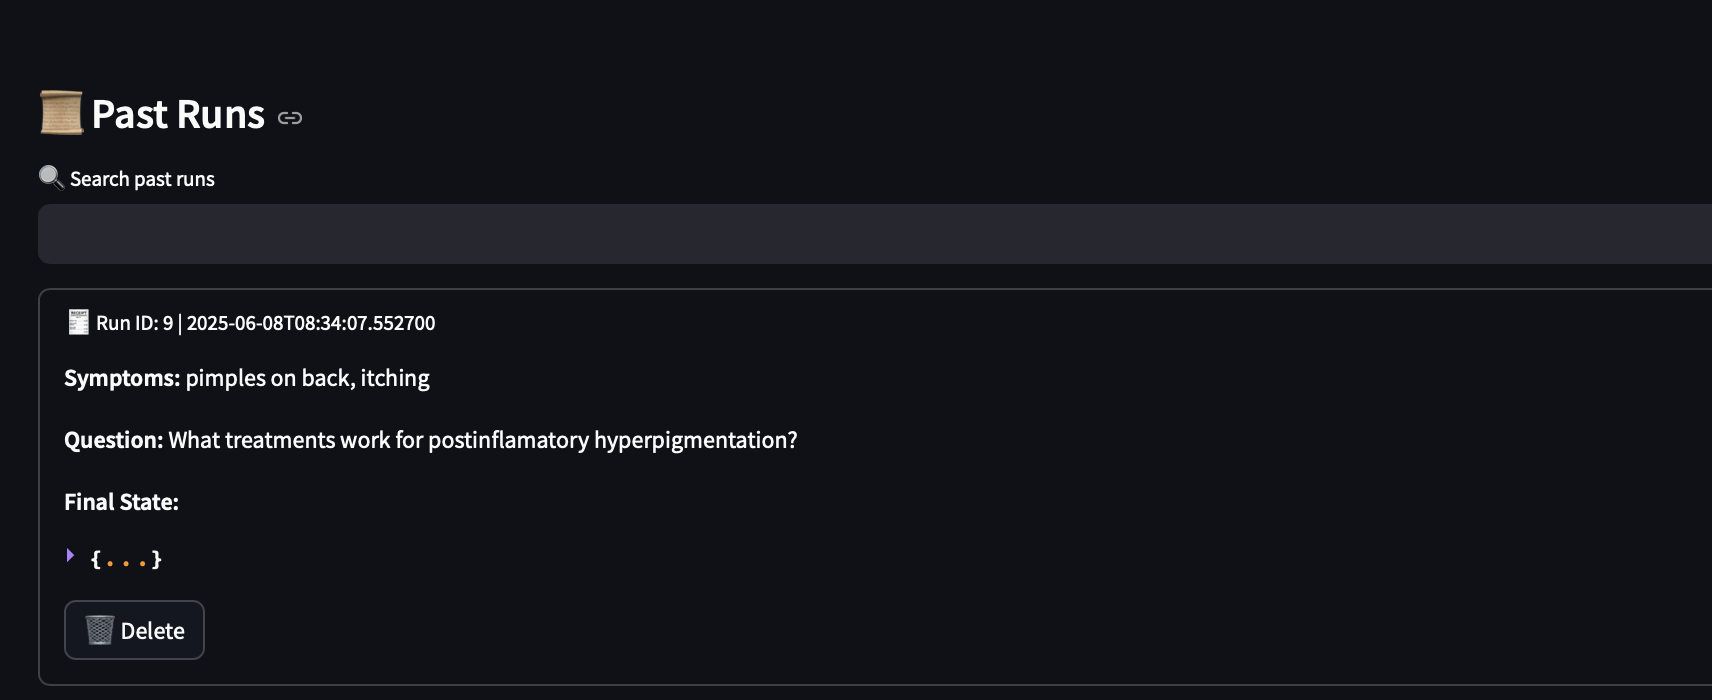 Past Runs
Search past runs
Run ID: 9 | 2025-06-08T08:34:07.552700
Symptoms: pimples on back, itching
Question: What treatments work for postinflamatory hyperpigmentation?
Final State:
{...}
Delete